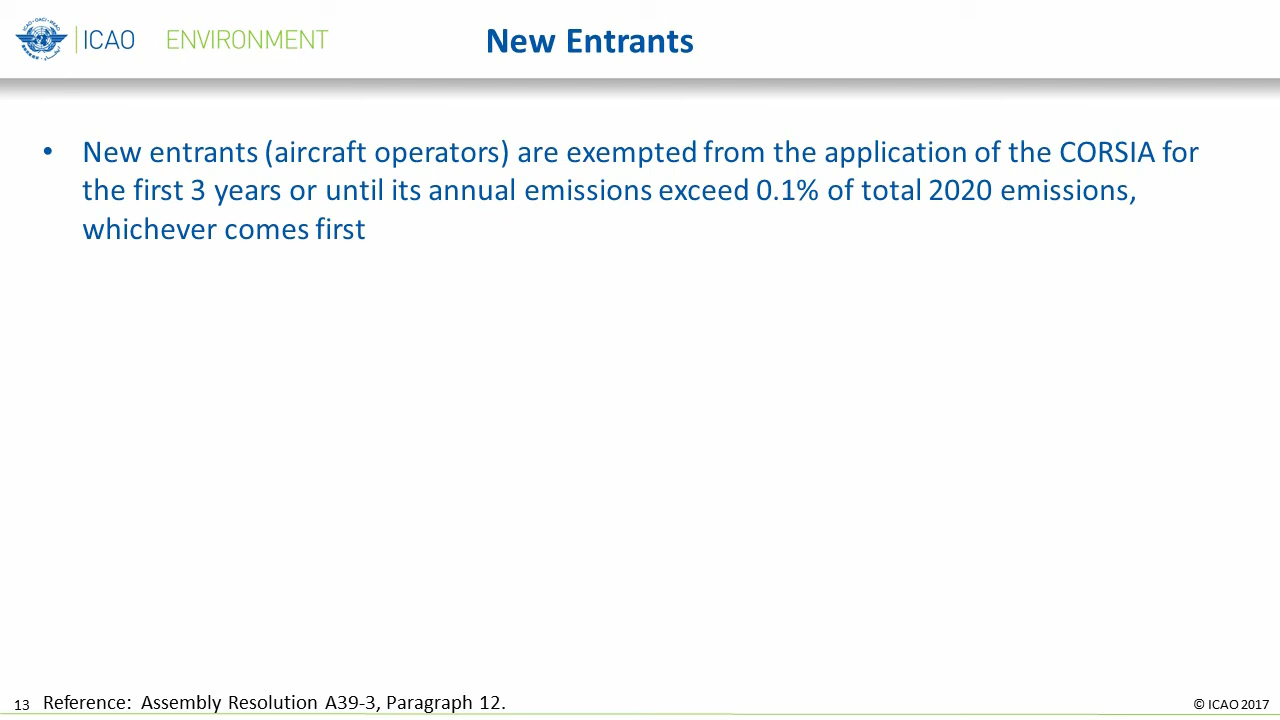 ICAO ENVIRONMENT
New Entrants
• New entrants (aircraft operators) are exempted from the application of the CORSIA for
the first 3 years or until its annual emissions exceed 0.1% of total 2020 emissions,
whichever comes first
13 Reference: Assembly Resolution A39-3, Paragraph 12.
© ICAO 2017